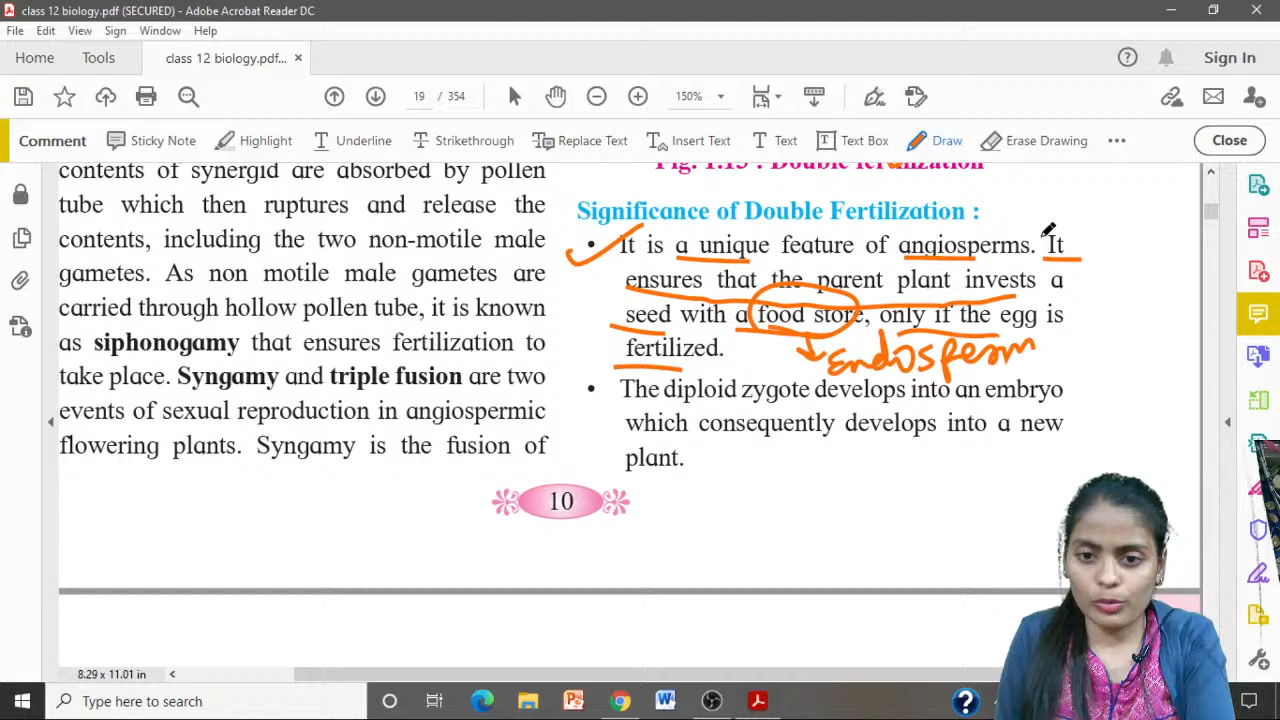 class 12 biology.pdf (SECURED) - Adobe Acrobat Reader DC
File Edit View Sign Window Help
Home Tools class 12 biology.pdf... × Sign In
19 / 354 150%
Comment Sticky Note Highlight Underline Strikethrough Replace Text Insert Text Text Text Box Draw Erase Drawing Close
contents of synergid are absorbed by pollen
tube which then ruptures and release the
contents, including the two non-motile male
gametes. As non motile male gametes are
carried through hollow pollen tube, it is known
as siphonogamy that ensures fertilization to
take place. Syngamy and triple fusion are two
events of sexual reproduction in angiospermic
flowering plants. Syngamy is the fusion of
Fig. 1.15 : Double fertilization
Significance of Double Fertilization :
• It is a unique feature of angiosperms. It
ensures that the parent plant invests a
seed with a food store, only if the egg is
fertilized.
Endosperm
• The diploid zygote develops into an embryo
which consequently develops into a new
plant.
10
8.29 x 11.01 in
Type here to search